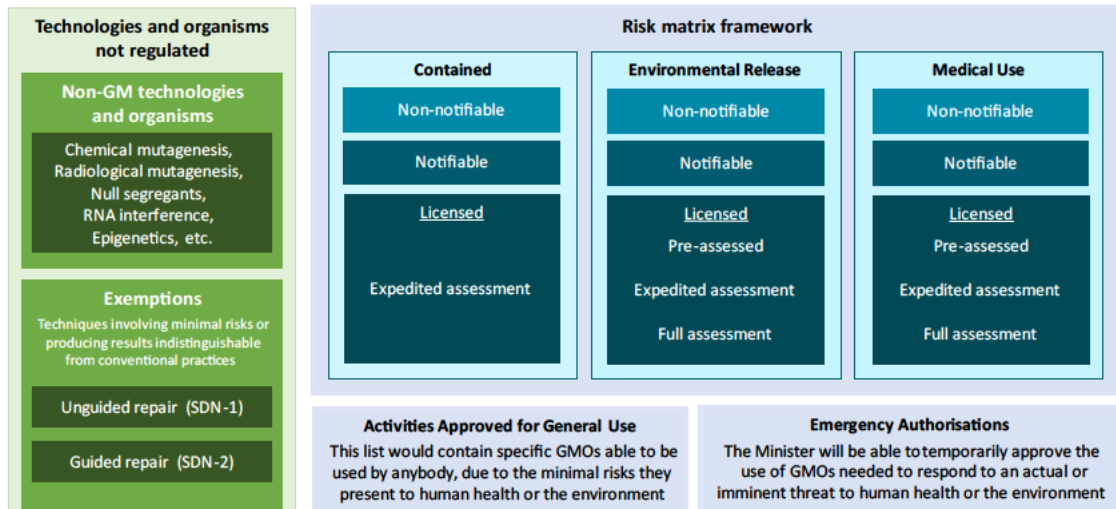 Technologies and organisms
not regulated
Non-GM technologies
and organisms
Chemical mutagenesis,
Radiological mutagenesis,
Null segregants,
RNA interference,
Epigenetics, etc.
Exemptions
Techniques involving minimal risks or
producing results indistinguishable
from conventional practices
Unguided repair (SDN-1)
Guided repair (SDN-2)
Risk matrix framework
Contained
Non-notifiable
Notifiable
Licensed
Expedited assessment
Environmental Release
Non-notifiable
Notifiable
Licensed
Pre-assessed
Expedited assessment
Full assessment
Medical Use
Non-notifiable
Notifiable
Licensed
Pre-assessed
Expedited assessment
Full assessment
Activities Approved for General Use
This list would contain specific GMOs able to be
used by anybody, due to the minimal risks they
present to human health or the environment
Emergency Authorisations
The Minister will be able to temporarily approve the
use of GMOs needed to respond to an actual or
imminent threat to human health or the environment